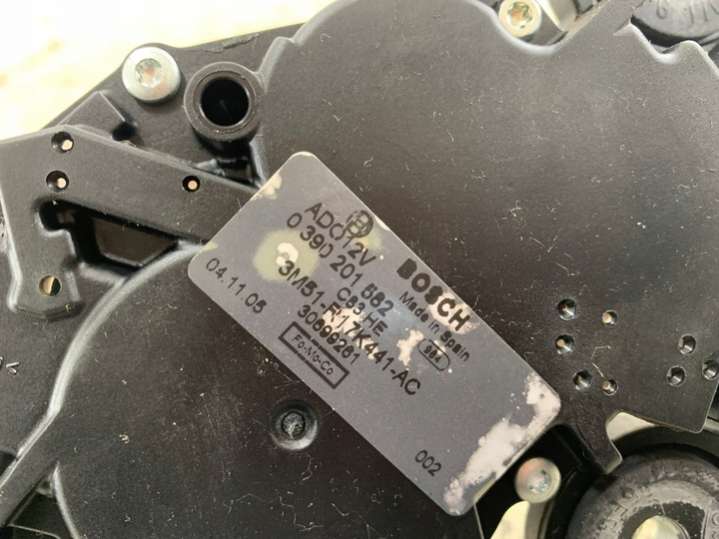 BOSCH
Made in Spain
ADC12V
0 390 201 582
C83 HE
3M51-R17K441-AC
04.11.05
30699261
Fo-Mo-Co
002